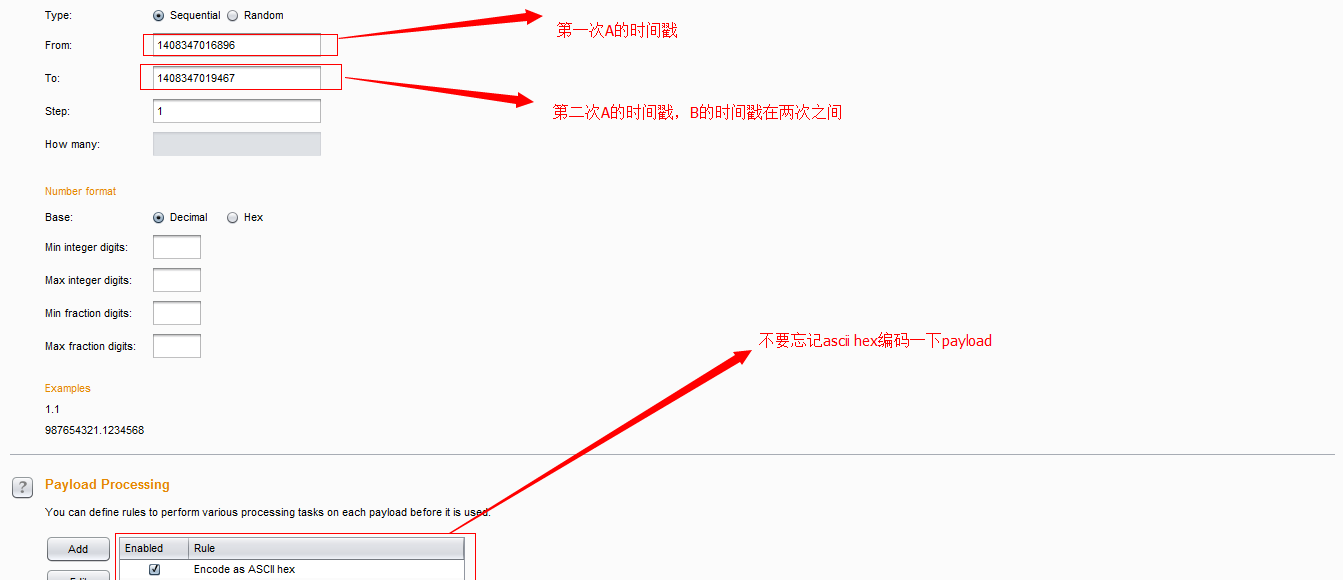 Type: Sequential Random
第一次A的时间戳
From: 1408347016896
To: 1408347019467
第二次A的时间戳，B的时间戳在两次之间
Step: 1
How many:
Number format
Base: Decimal Hex
Min integer digits:
Max integer digits:
Min fraction digits:
不要忘记ascii hex编码一下payload
Max fraction digits:
Examples
1.1
987654321.1234568
? Payload Processing
You can define rules to perform various processing tasks on each payload before it is used.
Add Enabled Rule
Encode as ASCII hex